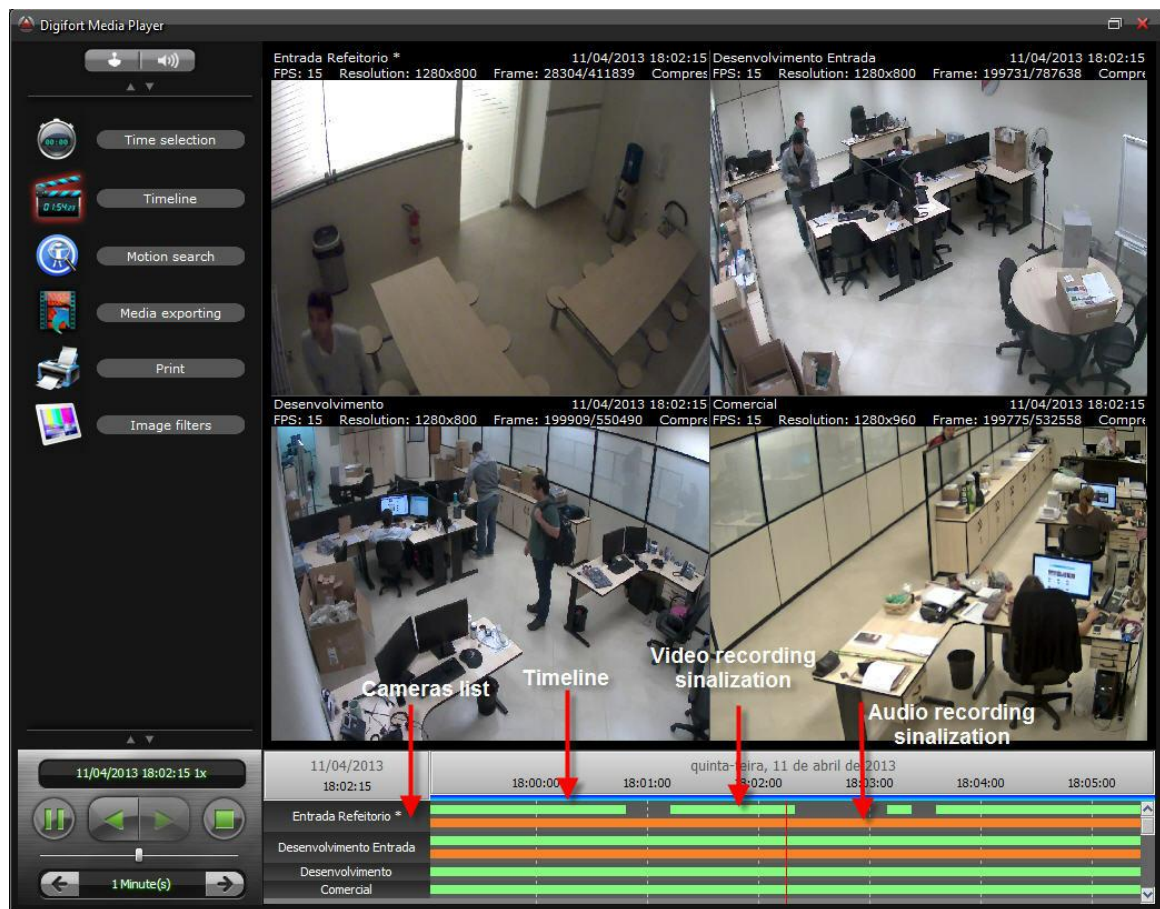 Digifort Media Player
Time selection
Timeline
Motion search
Media exporting
Print
Image filters
Entrada Refeitorio * 11/04/2013 18:02:15
FPS: 15 Resolution: 1280x800 Frame: 28304/411839 Compres
Desenvolvimento Entrada 11/04/2013 18:02:15
FPS: 15 Resolution: 1280x800 Frame: 199731/787638 Compre
Desenvolvimento 11/04/2013 18:02:15
FPS: 15 Resolution: 1280x800 Frame: 199909/550490 Compre
Comercial 11/04/2013 18:02:15
FPS: 15 Resolution: 1280x960 Frame: 199775/532558 Compre
Cameras list
Timeline
Video recording
sinalization
Audio recording
sinalization
11/04/2013 18:02:15 1x
1 Minute(s)
11/04/2013
18:02:15
quinta-feira, 11 de abril de 2013
18:00:00 18:01:00 18:02:00 18:03:00 18:04:00 18:05:00
Entrada Refeitorio *
Desenvolvimento Entrada
Desenvolvimento
Comercial